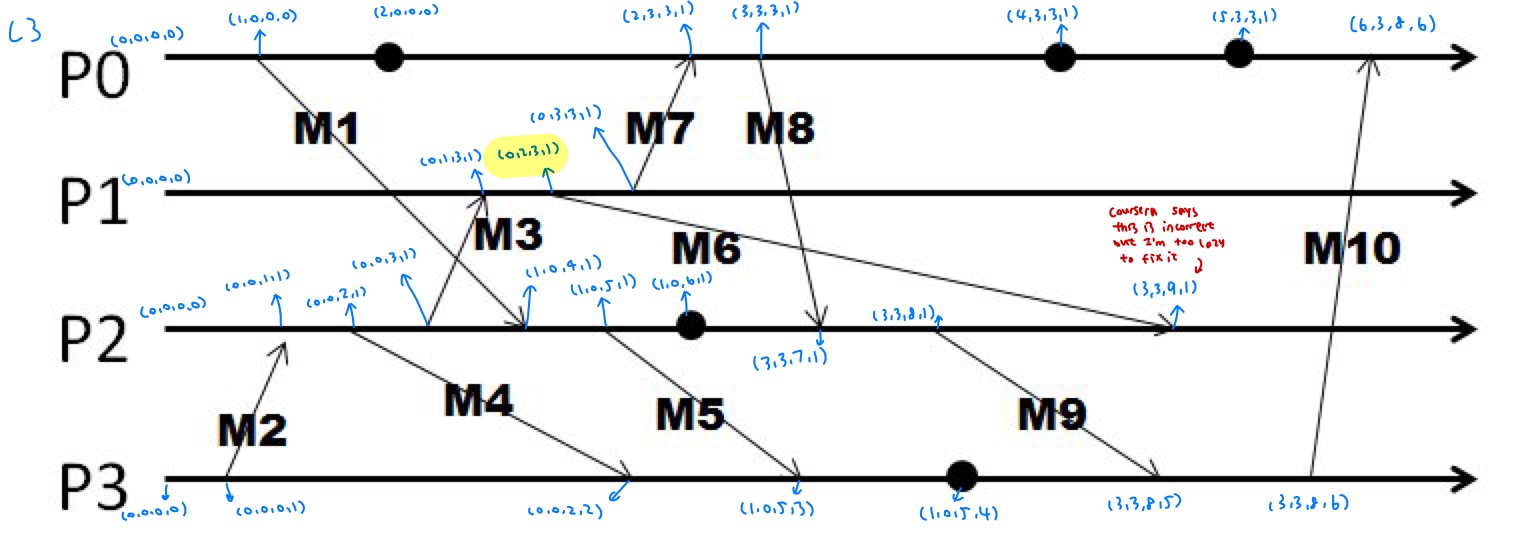 L3
(1,0,0,0)
(2,0,0,0)
(2,3,3,1)
(3,3,3,1)
(4,3,3,1)
(5,3,3,1)
(6,3,8,6)
(0,0,0,0)
P0
M1
(0,3,3,1)
M7
M8
(0,1,3,1)
(0,2,3,1)
(0,0,0,0)
P1
M3
M6
coursera says
this is incorrect
but I'm too lazy
to fix it
M10
(0,0,1,1)
(0,0,2,1)
(0,0,3,1)
(1,0,4,1)
(1,0,5,1)
(1,0,6,1)
(3,3,9,1)
(0,0,0,0)
(3,3,8,1)
P2
(3,3,7,1)
M2
M4
M5
M9
P3
(0,0,0,0)
(0,0,0,1)
(0,0,2,2)
(1,0,5,3)
(1,0,5,4)
(3,3,8,5)
(3,3,8,6)